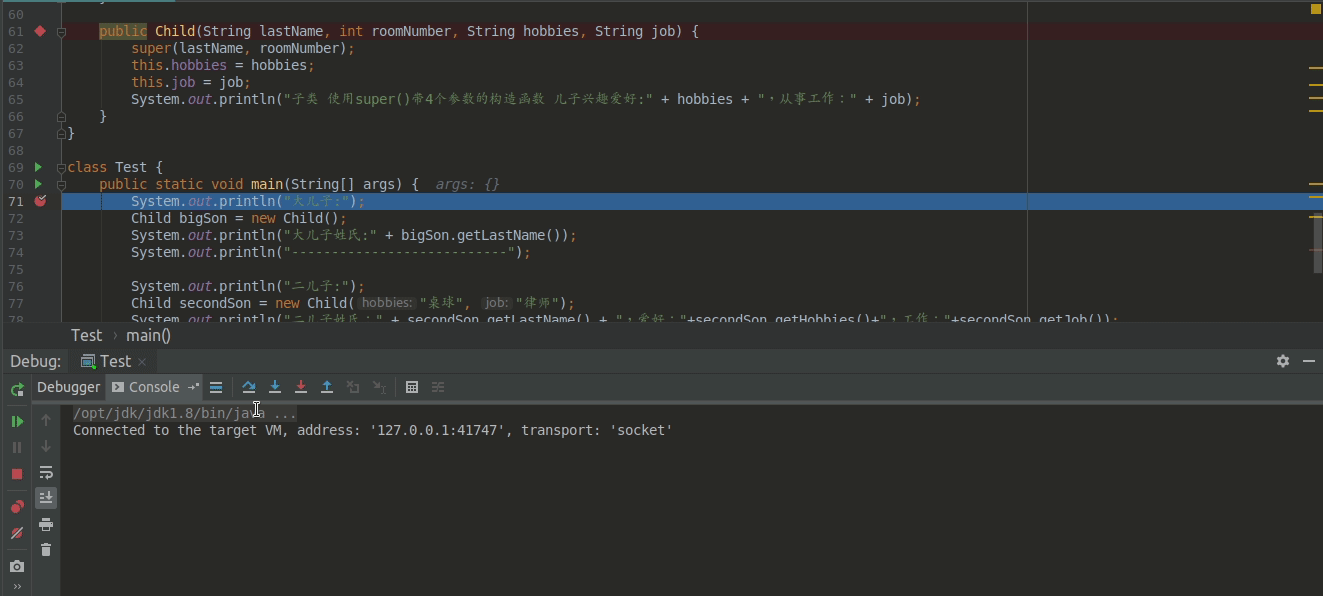 60
61 public Child(String lastName, int roomNumber, String hobbies, String job) {
62 super(lastName, roomNumber);
63 this.hobbies = hobbies;
64 this.job = job;
65 System.out.println("子类 使用super()带4个参数的构造函数 儿子兴趣爱好:" + hobbies + "，从事工作：" + job);
66 }
67 }
68
69 class Test {
70 public static void main(String[] args) { args: {}
71 System.out.println("大儿子:");
72 Child bigSon = new Child();
73 System.out.println("大儿子姓氏:" + bigSon.getLastName());
74 System.out.println("---------------------------");
75
76 System.out.println("二儿子:");
77 Child secondSon = new Child( hobbies: "桌球", job: "律师");
78 System.out.println("二儿子姓氏：" + secondSon.getLastName() + "，爱好："+secondSon.getHobbies()+"，工作："+secondSon.getJob());
Test › main()
Debug: Test ×
Debugger Console
/opt/jdk/jdk1.8/bin/java ...
Connected to the target VM, address: '127.0.0.1:41747', transport: 'socket'